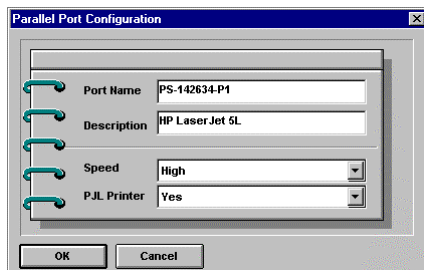 Parallel Port Configuration
Port Name PS-142634-P1
Description HP LaserJet 5L
Speed High
PJL Printer Yes
OK Cancel